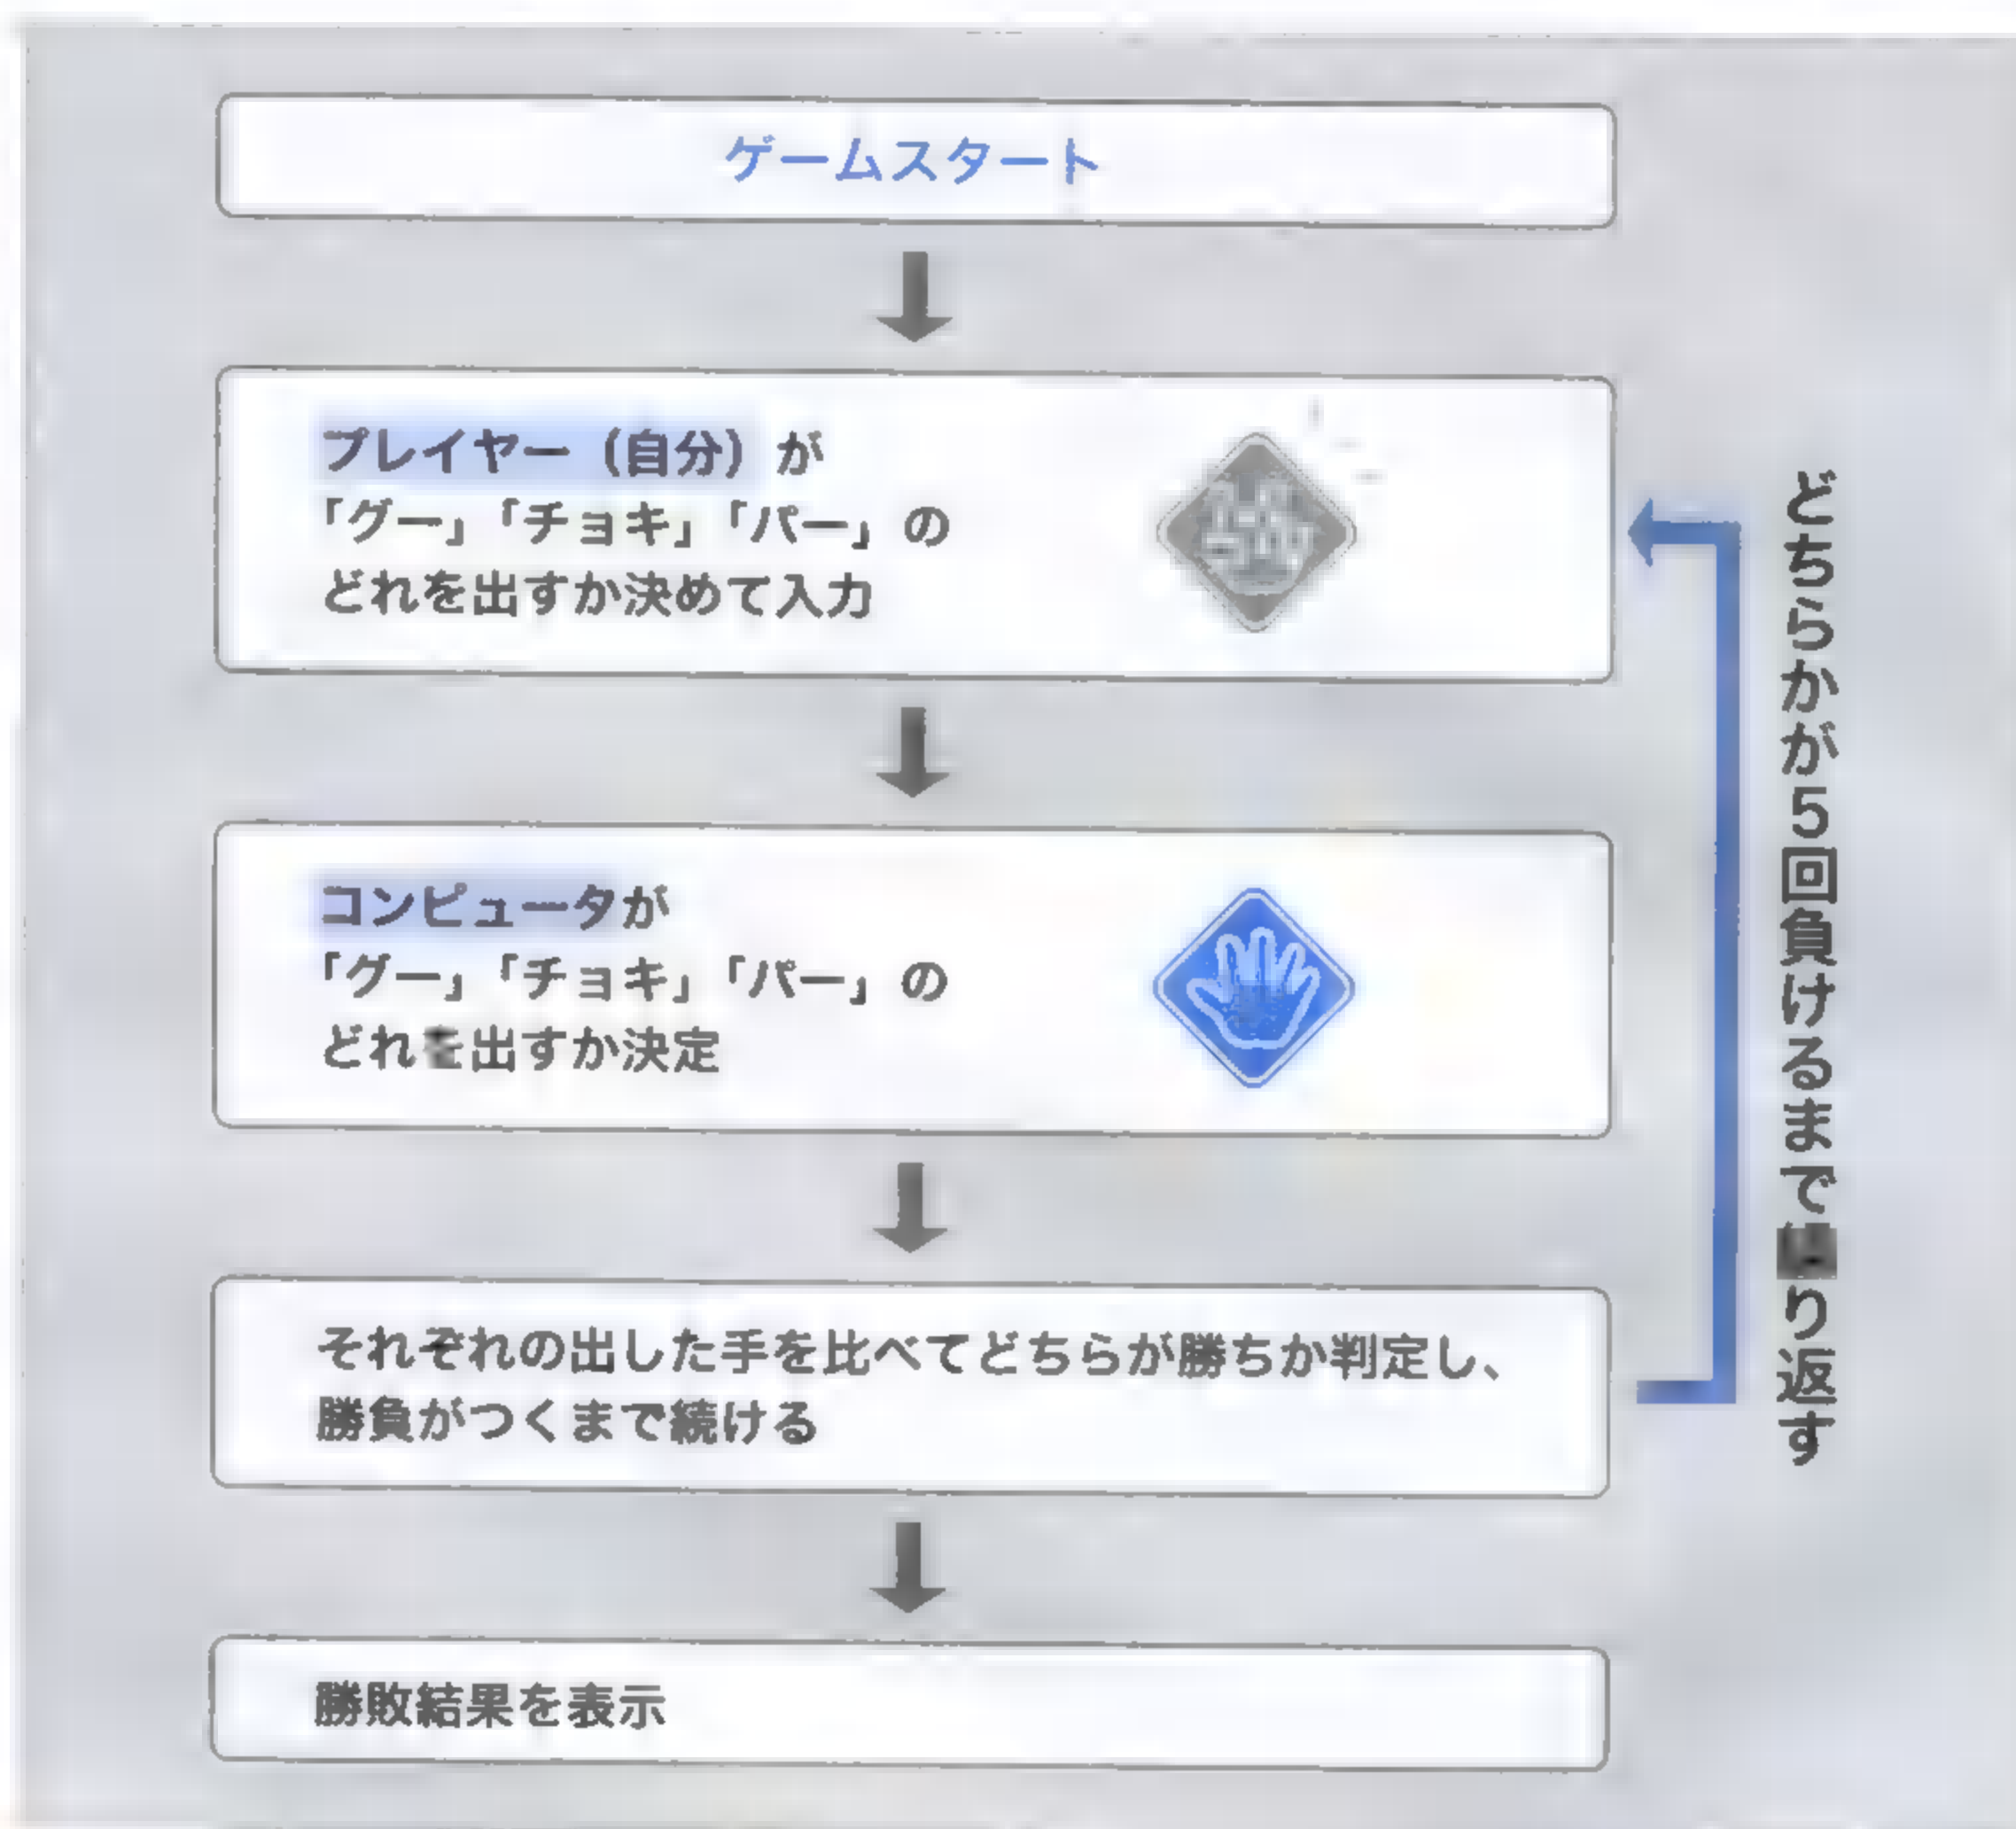 ゲームスタート
プレイヤー（自分）が
「グー」「チョキ」「パー」の
どれを出すか決めて入力
コンピュータが
「グー」「チョキ」「パー」の
どれを出すか決定
それぞれの出した手を比べてどちらが勝ちか判定し、
勝負がつくまで続ける
勝敗結果を表示
どちらかが5回負けるまで り返す